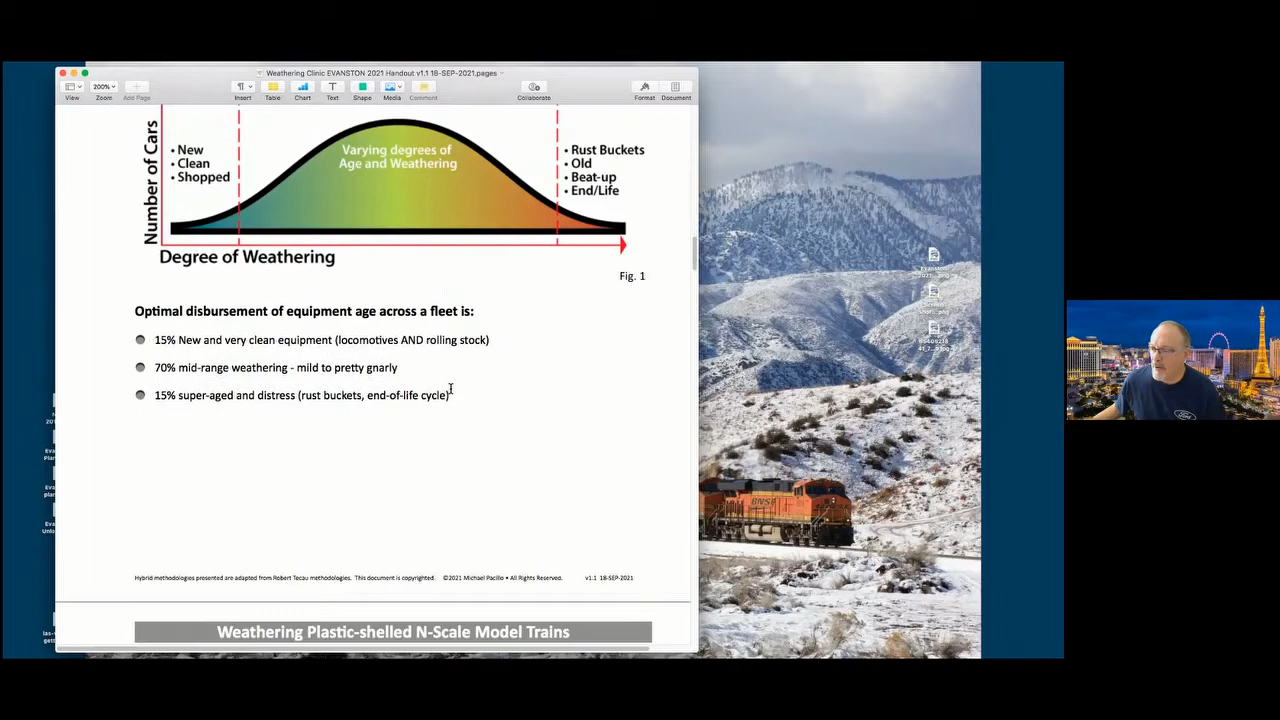 Weathering Clinic EVANSTON 2021 Handout v1.1 18-SEP-2021.pages
200%
View
Zoom
Add Page
Insert
Table
Chart
Text
Shape
Media
Comment
Collaborate
Format
Document
Number of Cars
• New
• Clean
• Shopped
Varying degrees of
Age and Weathering
• Rust Buckets
• Old
• Beat-up
• End/Life
Degree of Weathering
Fig. 1
Optimal disbursement of equipment age across a fleet is:
15% New and very clean equipment (locomotives AND rolling stock)
70% mid-range weathering - mild to pretty gnarly
15% super-aged and distress (rust buckets, end-of-life cycle)
Hybrid methodologies presented are adapted from Robert Tecau methodologies. This document is copyrighted. ©2021 Michael Pacillo • All Rights Reserved. v1.1 18-SEP-2021
Weathering Plastic-shelled N-Scale Model Trains
BNSF
Ford